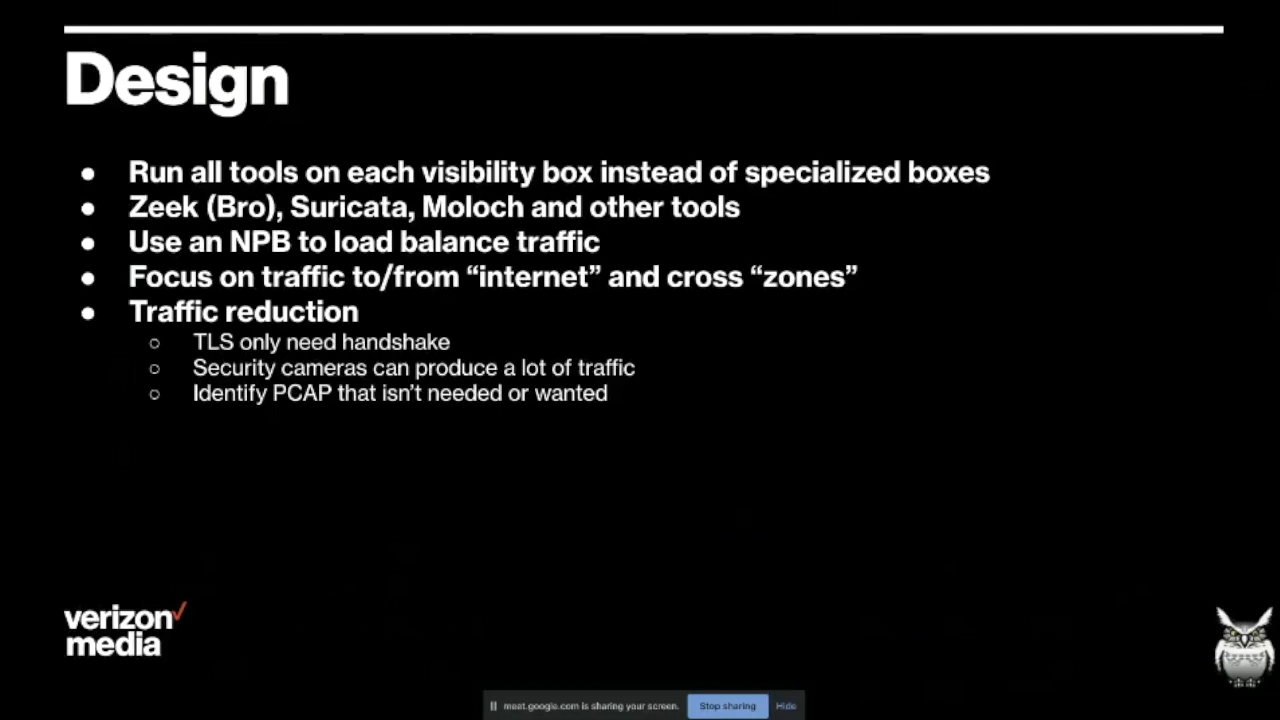 Design
● Run all tools on each visibility box instead of specialized boxes
● Zeek (Bro), Suricata, Moloch and other tools
● Use an NPB to load balance traffic
● Focus on traffic to/from “internet” and cross “zones”
● Traffic reduction
○ TLS only need handshake
○ Security cameras can produce a lot of traffic
○ Identify PCAP that isn’t needed or wanted
verizon✓
media
meet.google.com is sharing your screen. Stop sharing Hide